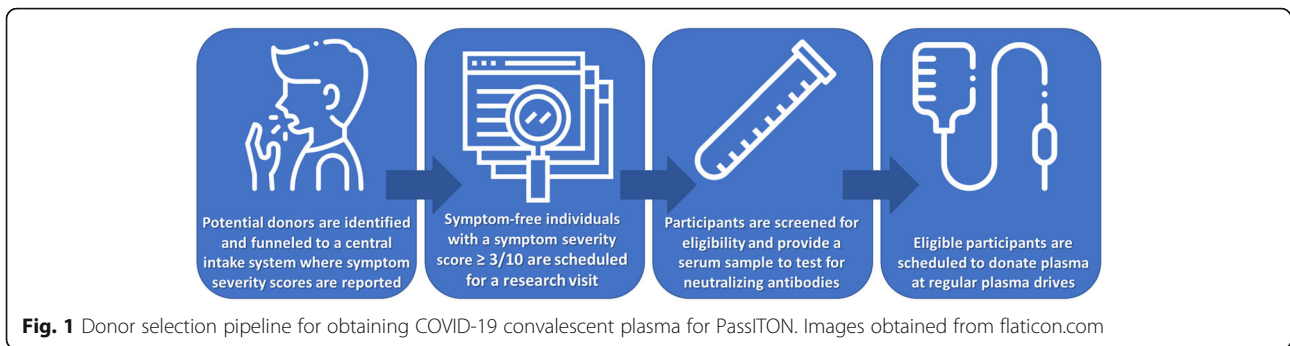 Potential donors are identified
and funneled to a central
intake system where symptom
severity scores are reported
Symptom-free individuals
with a symptom severity
score ≥ 3/10 are scheduled
for a research visit
Participants are screened for
eligibility and provide a
serum sample to test for
neutralizing antibodies
Eligible participants are
scheduled to donate plasma
at regular plasma drives
Fig. 1 Donor selection pipeline for obtaining COVID-19 convalescent plasma for PassITON. Images obtained from flaticon.com